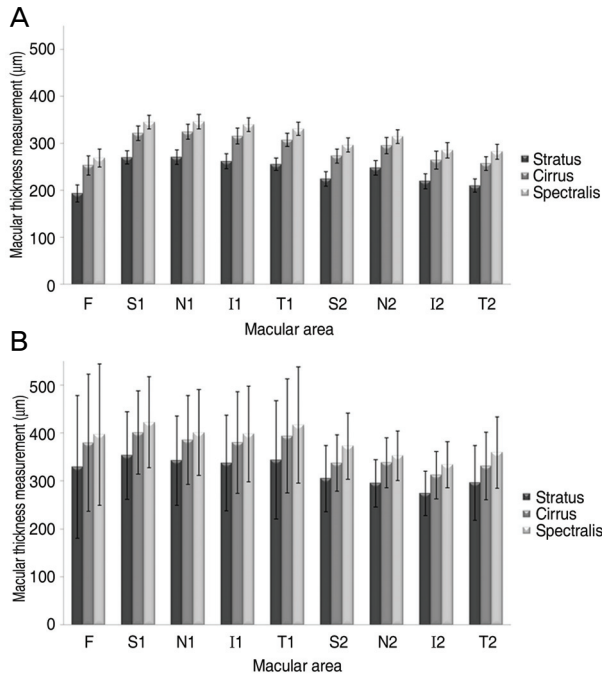 A
Macular thickness measurement (μm)
500
400
300
200
100
0
F S1 N1 I1 T1 S2 N2 I2 T2
Macular area
Stratus
Cirrus
Spectralis
B
Macular thickness measurement (μm)
500
400
300
200
100
0
F S1 N1 I1 T1 S2 N2 I2 T2
Macular area
Stratus
Cirrus
Spectralis